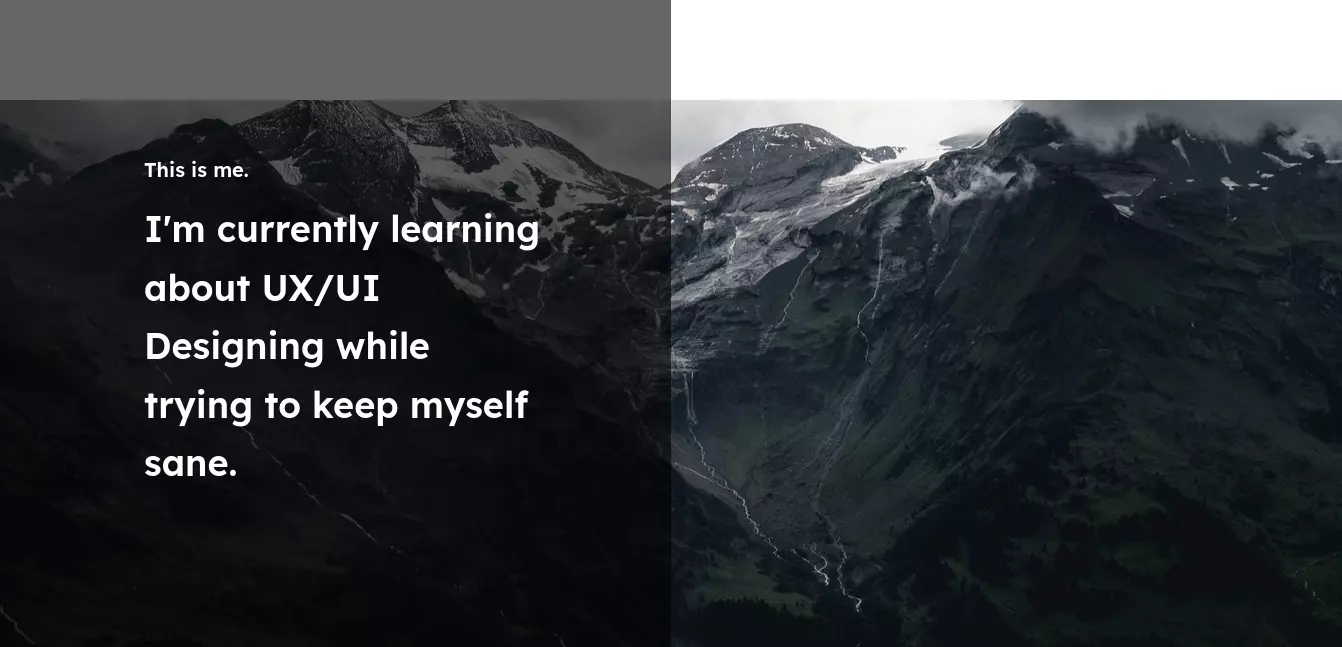 This is me.
I'm currently learning
about UX/UI
Designing while
trying to keep myself
sane.